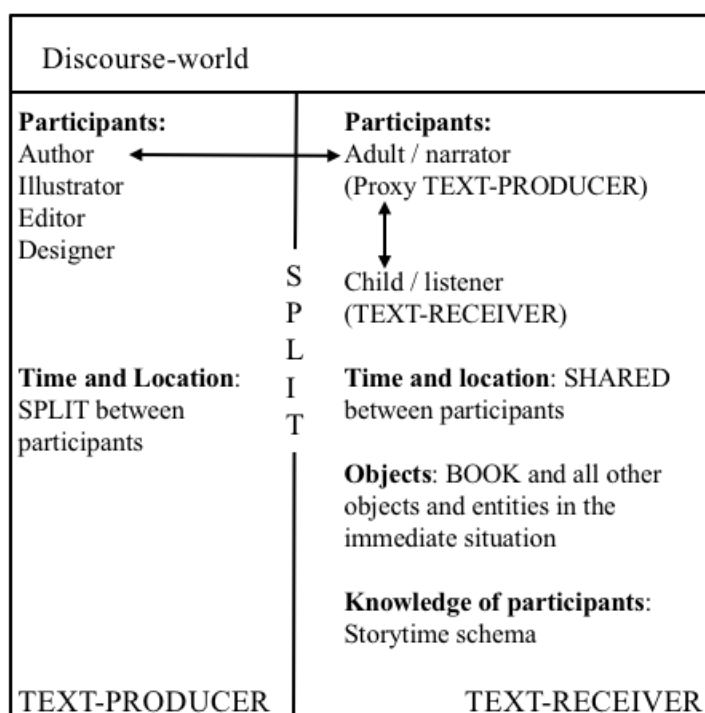 Discourse-world
Participants:
Author
Illustrator
Editor
Designer
Time and Location:
SPLIT between
participants
TEXT-PRODUCER
S
P
L
I
T
Participants:
Adult / narrator
(Proxy TEXT-PRODUCER)
Child / listener
(TEXT-RECEIVER)
Time and location: SHARED
between participants
Objects: BOOK and all other
objects and entities in the
immediate situation
Knowledge of participants:
Storytime schema
TEXT-RECEIVER